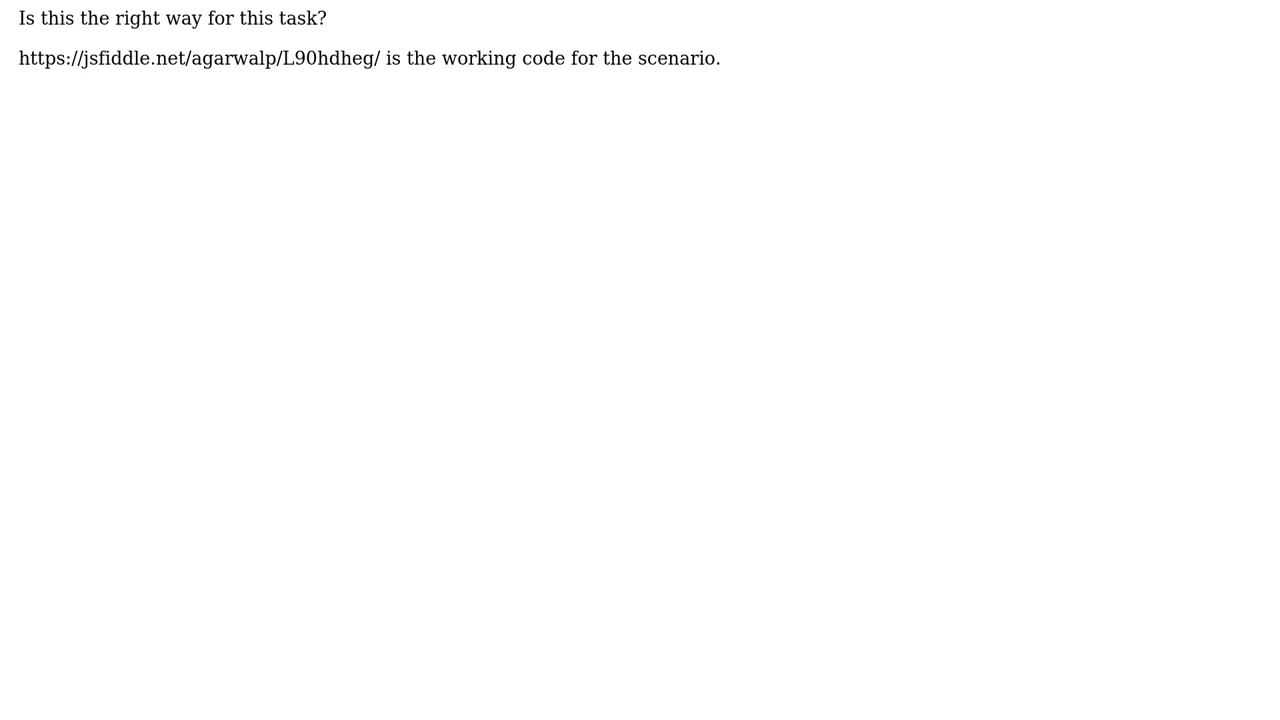 Is this the right way for this task?
https://jsfiddle.net/agarwalp/L90hdheg/ is the working code for the scenario.